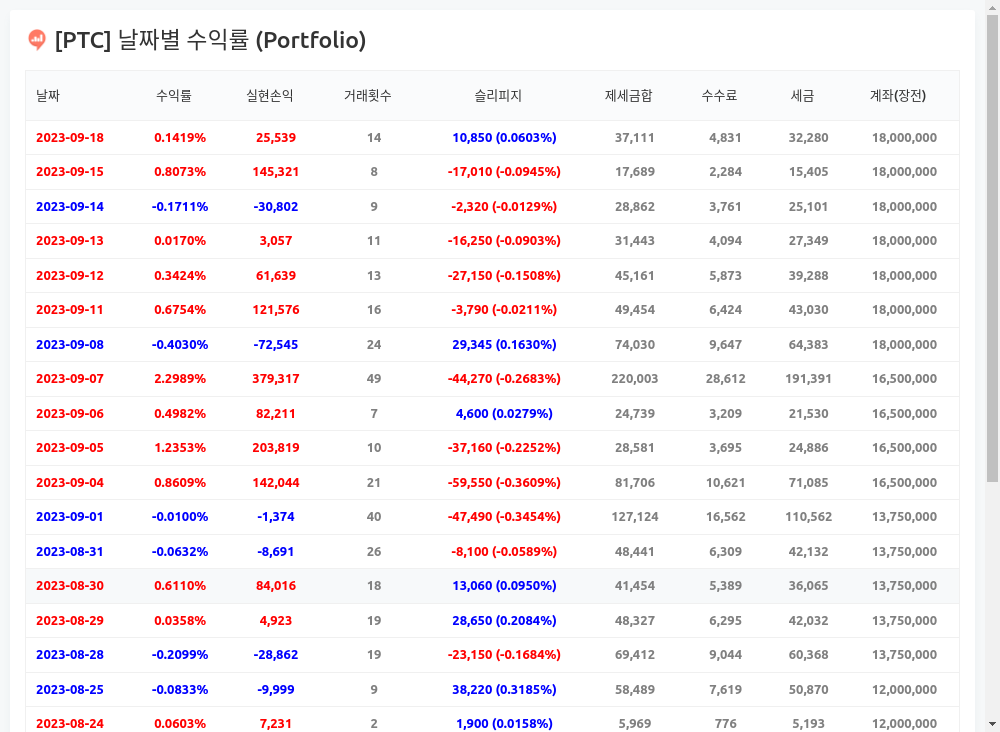 [PTC] 날짜별 수익률 (Portfolio)
날짜 수익률 실현손익 거래횟수 슬리피지 제세금합 수수료 세금 계좌(장전)
2023-09-18 0.1419% 25,539 14 10,850 (0.0603%) 37,111 4,831 32,280 18,000,000
2023-09-15 0.8073% 145,321 8 -17,010 (-0.0945%) 17,689 2,284 15,405 18,000,000
2023-09-14 -0.1711% -30,802 9 -2,320 (-0.0129%) 28,862 3,761 25,101 18,000,000
2023-09-13 0.0170% 3,057 11 -16,250 (-0.0903%) 31,443 4,094 27,349 18,000,000
2023-09-12 0.3424% 61,639 13 -27,150 (-0.1508%) 45,161 5,873 39,288 18,000,000
2023-09-11 0.6754% 121,576 16 -3,790 (-0.0211%) 49,454 6,424 43,030 18,000,000
2023-09-08 -0.4030% -72,545 24 29,345 (0.1630%) 74,030 9,647 64,383 18,000,000
2023-09-07 2.2989% 379,317 49 -44,270 (-0.2683%) 220,003 28,612 191,391 16,500,000
2023-09-06 0.4982% 82,211 7 4,600 (0.0279%) 24,739 3,209 21,530 16,500,000
2023-09-05 1.2353% 203,819 10 -37,160 (-0.2252%) 28,581 3,695 24,886 16,500,000
2023-09-04 0.8609% 142,044 21 -59,550 (-0.3609%) 81,706 10,621 71,085 16,500,000
2023-09-01 -0.0100% -1,374 40 -47,490 (-0.3454%) 127,124 16,562 110,562 13,750,000
2023-08-31 -0.0632% -8,691 26 -8,100 (-0.0589%) 48,441 6,309 42,132 13,750,000
2023-08-30 0.6110% 84,016 18 13,060 (0.0950%) 41,454 5,389 36,065 13,750,000
2023-08-29 0.0358% 4,923 19 28,650 (0.2084%) 48,327 6,295 42,032 13,750,000
2023-08-28 -0.2099% -28,862 19 -23,150 (-0.1684%) 69,412 9,044 60,368 13,750,000
2023-08-25 -0.0833% -9,999 9 38,220 (0.3185%) 58,489 7,619 50,870 12,000,000
2023-08-24 0.0603% 7,231 2 1,900 (0.0158%) 5,969 776 5,193 12,000,000